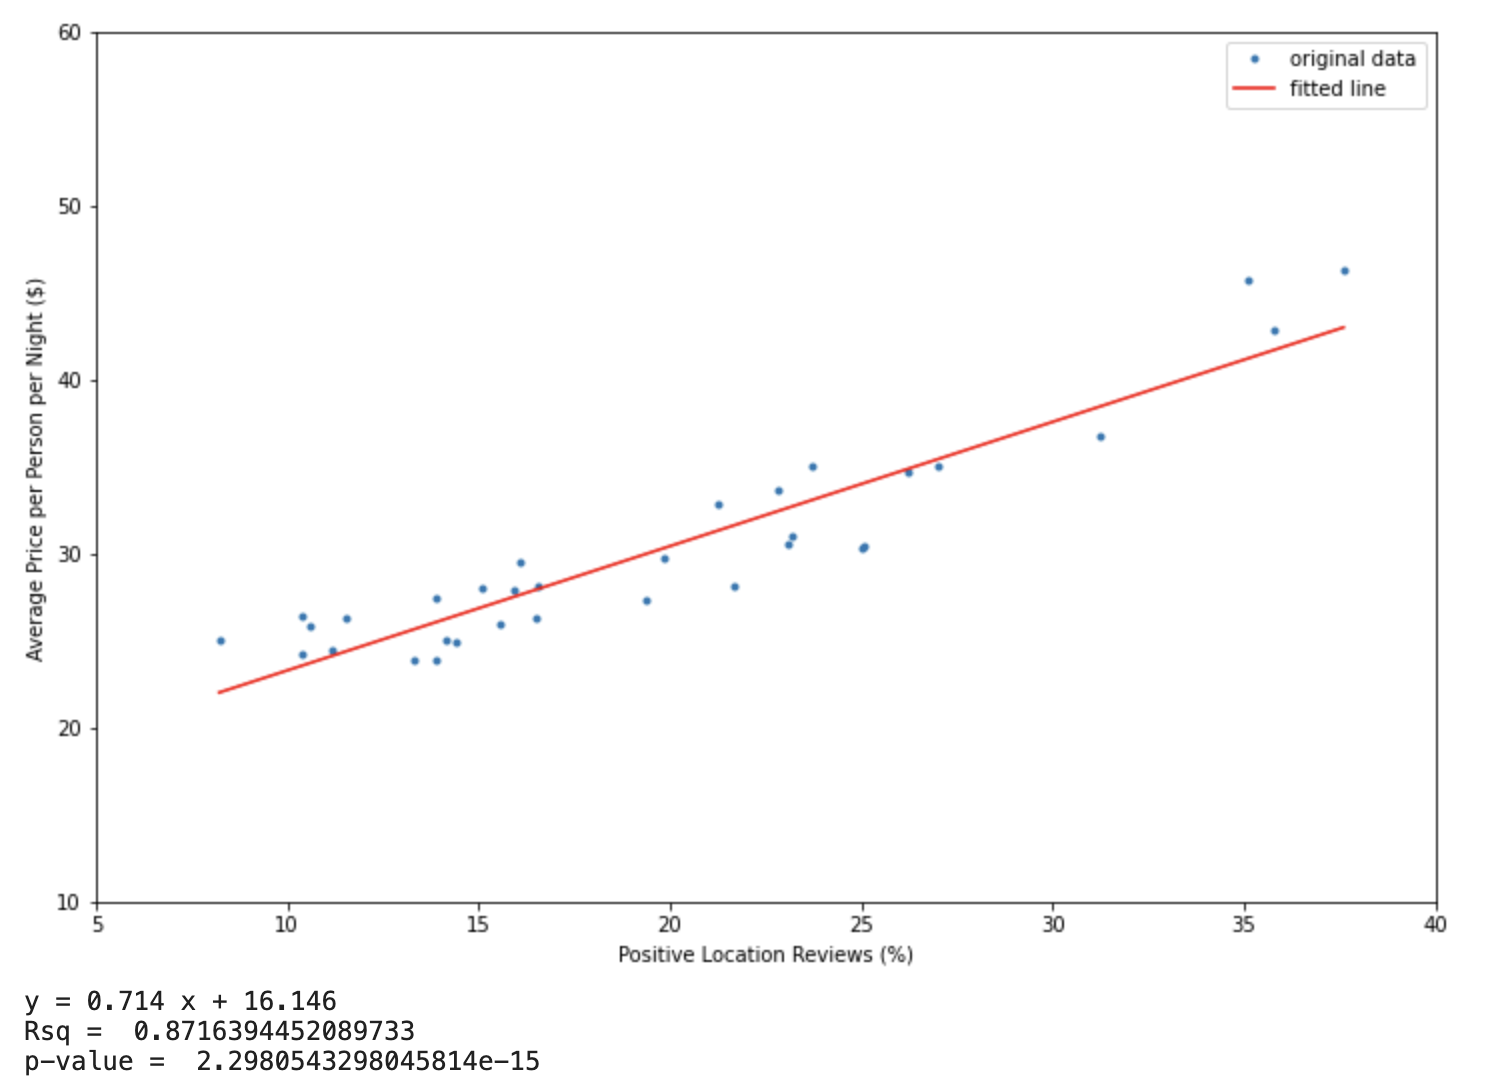 60
50
40
30
20
10
Average Price per Person per Night ($)
original data
fitted line
5 10 15 20 25 30 35 40
Positive Location Reviews (%)
y = 0.714 x + 16.146
Rsq =  0.8716394452089733
p-value =  2.2980543298045814e-15